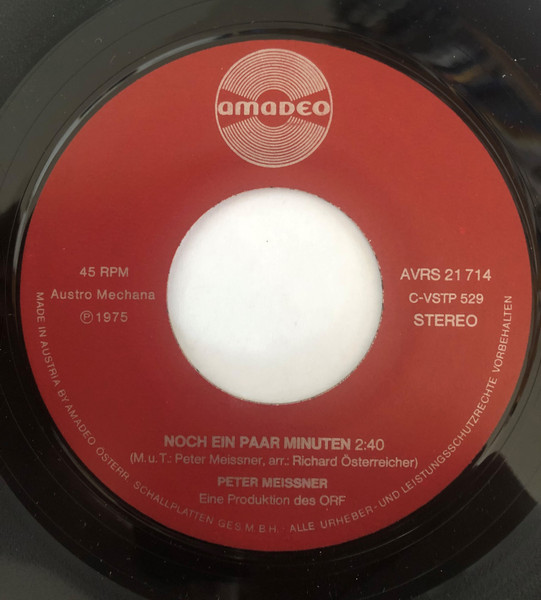 amadeo
45 RPM
Austro Mechana
℗ 1975
AVRS 21 714
C-VSTP 529
STEREO
NOCH EIN PAAR MINUTEN 2:40
(M. u. T.: Peter Meissner, arr.: Richard Österreicher)
PETER MEISSNER
Eine Produktion des ORF
MADE IN AUSTRIA BY AMADEO ÖSTERR. SCHALLPLATTEN GES.M.B.H. · ALLE URHEBER- UND LEISTUNGSSCHUTZRECHTE VORBEHALTEN